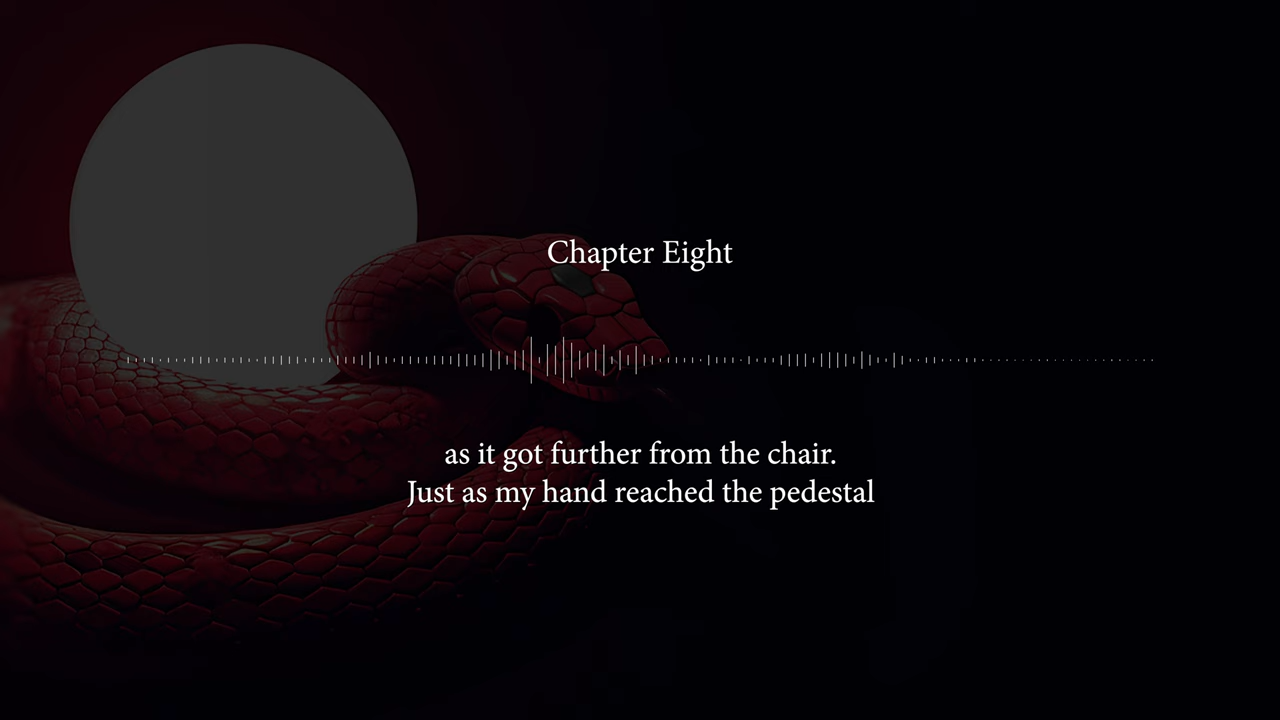 Chapter Eight
as it got further from the chair.
Just as my hand reached the pedestal